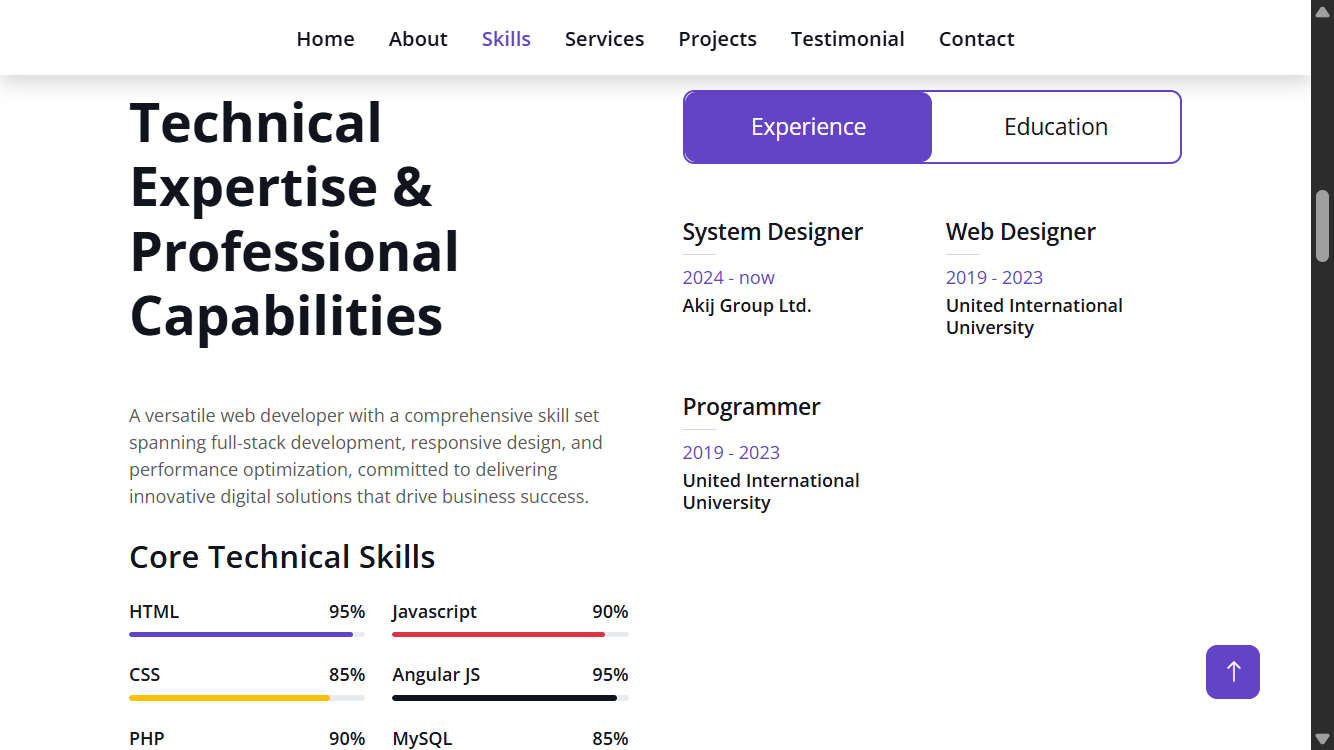 Home About Skills Services Projects Testimonial Contact
Technical
Expertise &
Professional
Capabilities
A versatile web developer with a comprehensive skill set
spanning full-stack development, responsive design, and
performance optimization, committed to delivering
innovative digital solutions that drive business success.
Core Technical Skills
HTML 95%
Javascript 90%
CSS 85%
Angular JS 95%
PHP 90%
MySQL 85%
Experience Education
System Designer
2024 - now
Akij Group Ltd.
Web Designer
2019 - 2023
United International
University
Programmer
2019 - 2023
United International
University